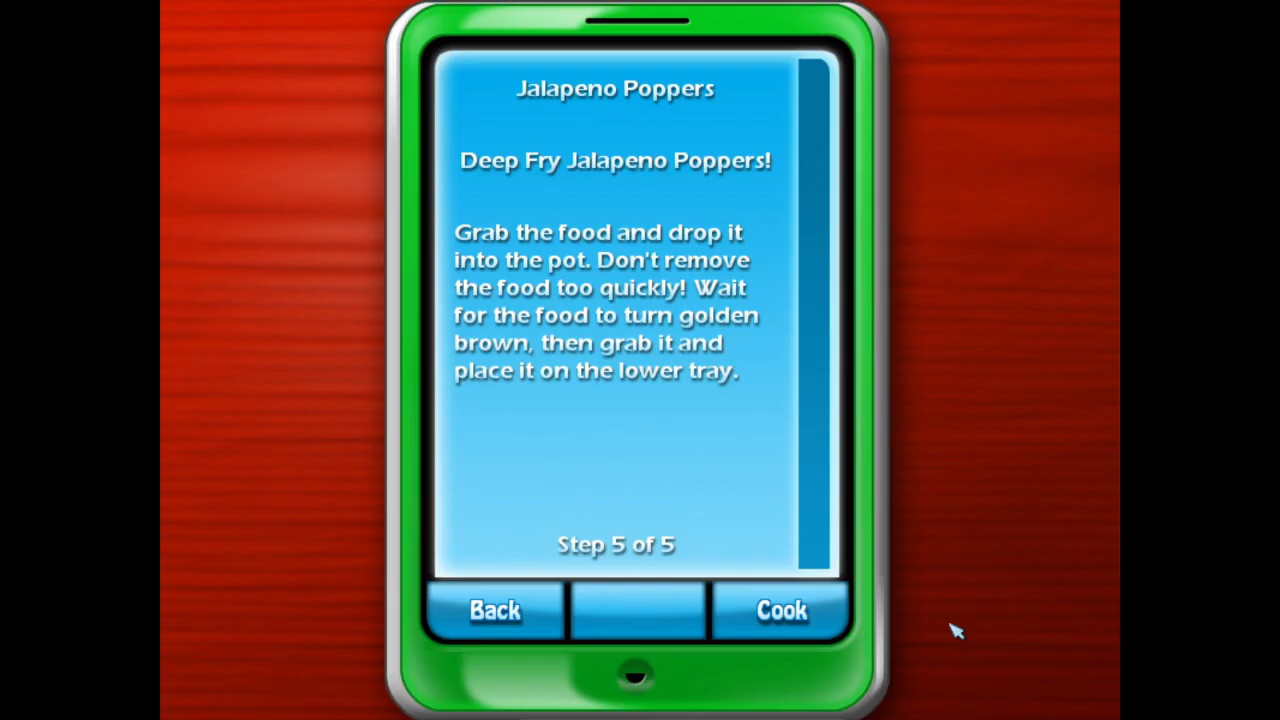 Jalapeno Poppers
Deep Fry Jalapeno Poppers!
Grab the food and drop it
into the pot. Don't remove
the food too quickly! Wait
for the food to turn golden
brown, then grab it and
place it on the lower tray.
Step 5 of 5
Back
Cook